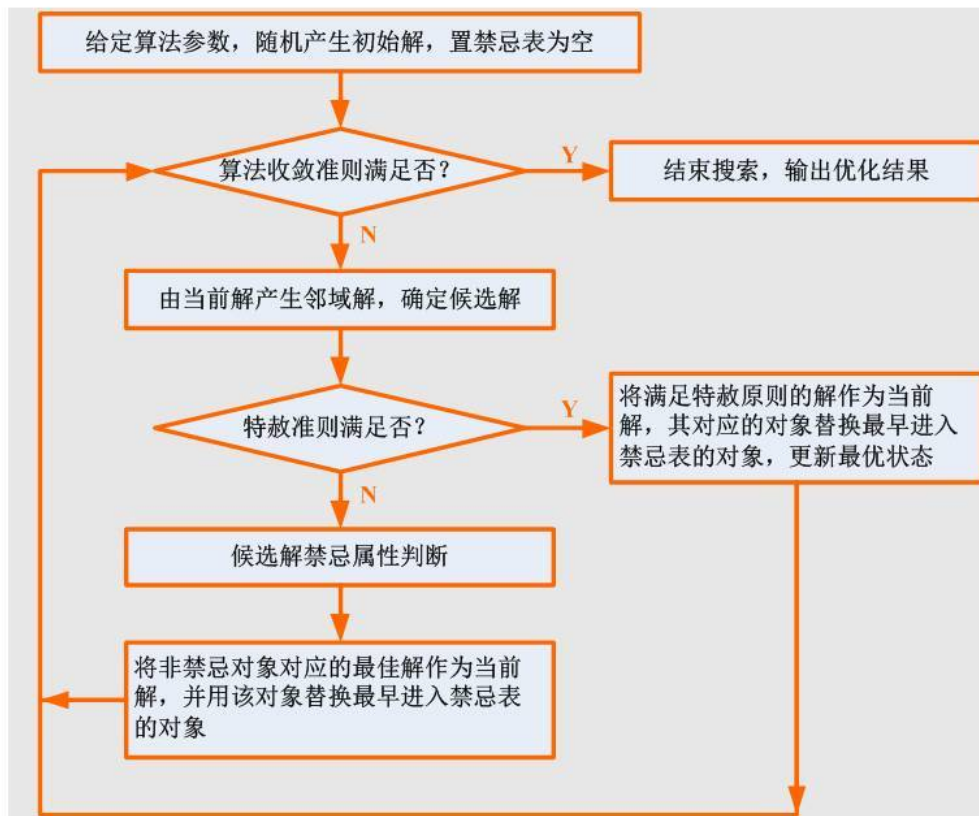 给定算法参数，随机产生初始解，置禁忌表为空
算法收敛准则满足否？
Y
结束搜索，输出优化结果
N
由当前解产生邻域解，确定候选解
特赦准则满足否？
Y
将满足特赦原则的解作为当前
解，其对应的对象替换最早进入
禁忌表的对象，更新最优状态
N
候选解禁忌属性判断
将非禁忌对象对应的最佳解作为当前
解，并用该对象替换最早进入禁忌表
的对象